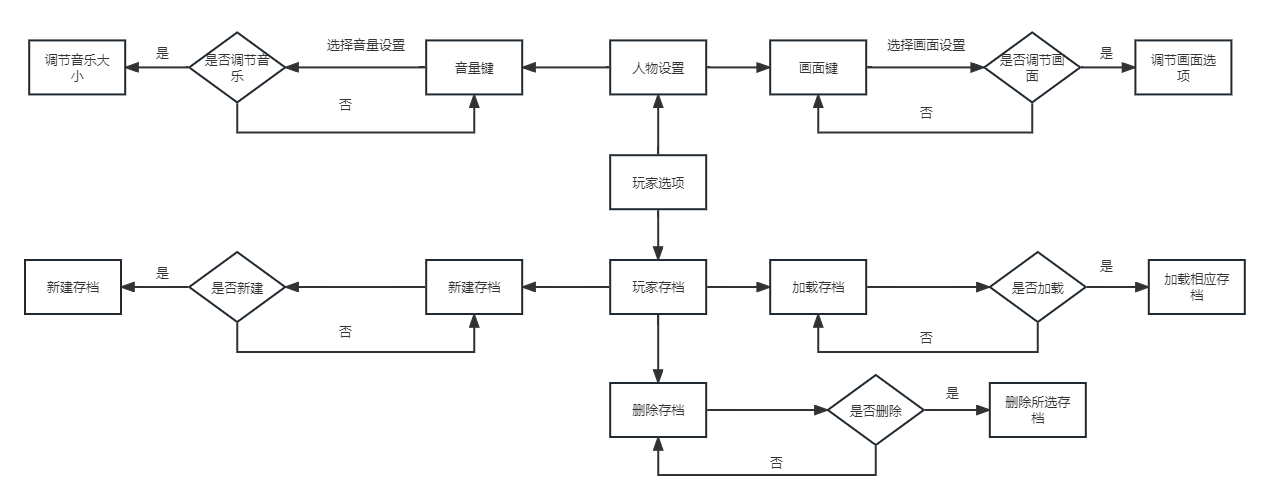 选择音量设置
选择画面设置
是
是
调节音乐大
小
是否调节音
乐
音量键
人物设置
画面键
是否调节画
面
调节画面选
项
否
否
玩家选项
是
是
新建存档
是否新建
新建存档
玩家存档
加载存档
是否加载
加载相应存
档
否
否
是
删除存档
是否删除
删除所选存
档
否